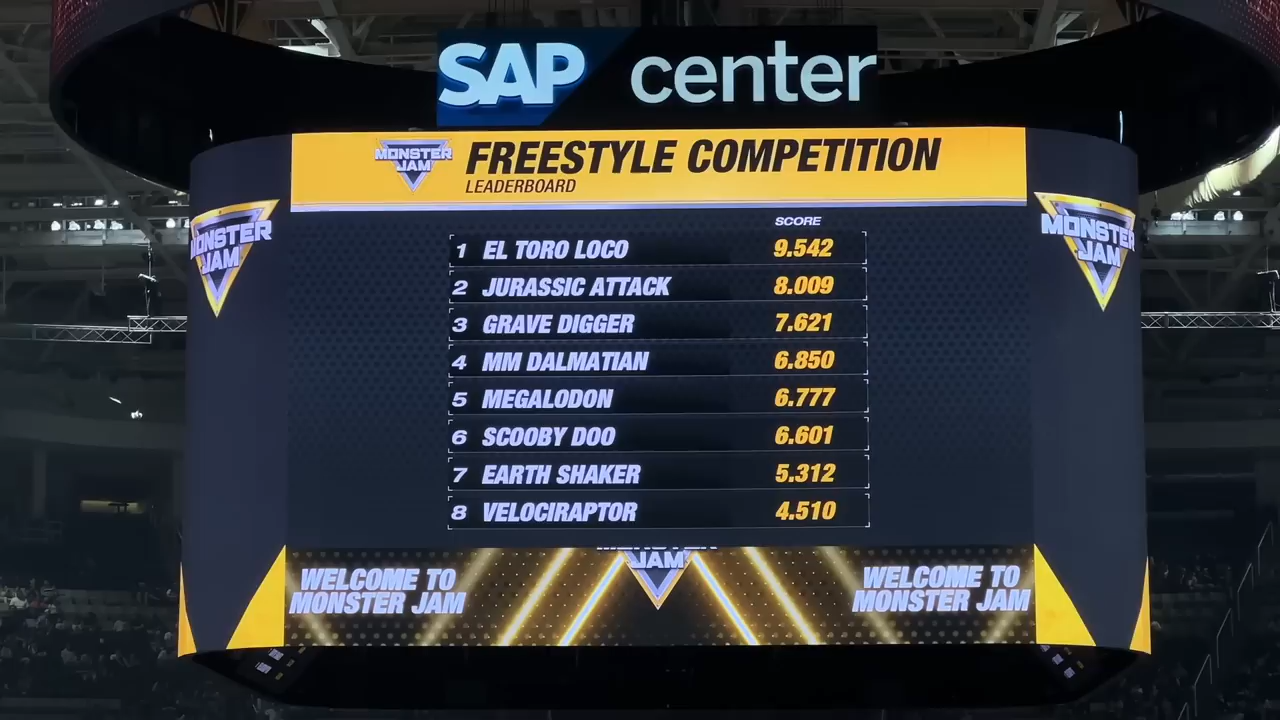 SAP center
MONSTER JAM
FREESTYLE COMPETITION
LEADERBOARD
MONSTER JAM
MONSTER JAM
SCORE
1 EL TORO LOCO 9.542
2 JURASSIC ATTACK 8.009
3 GRAVE DIGGER 7.621
4 MM DALMATIAN 6.850
5 MEGALODON 6.777
6 SCOOBY DOO 6.601
7 EARTH SHAKER 5.312
8 VELOCIRAPTOR 4.510
MONSTER
JAM
WELCOME TO
MONSTER JAM
WELCOME TO
MONSTER JAM